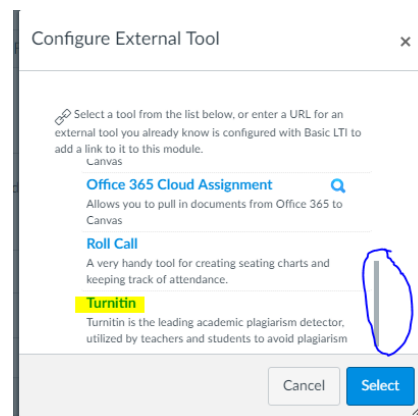 Configure External Tool
×
Select a tool from the list below, or enter a URL for an
external tool you already know is configured with Basic LTI to
add a link to it to this module.
Canvas
Office 365 Cloud Assignment
Allows you to pull in documents from Office 365 to
Canvas
Roll Call
A very handy tool for creating seating charts and
keeping track of attendance.
Turnitin
Turnitin is the leading academic plagiarism detector,
utilized by teachers and students to avoid plagiarism
Cancel
Select